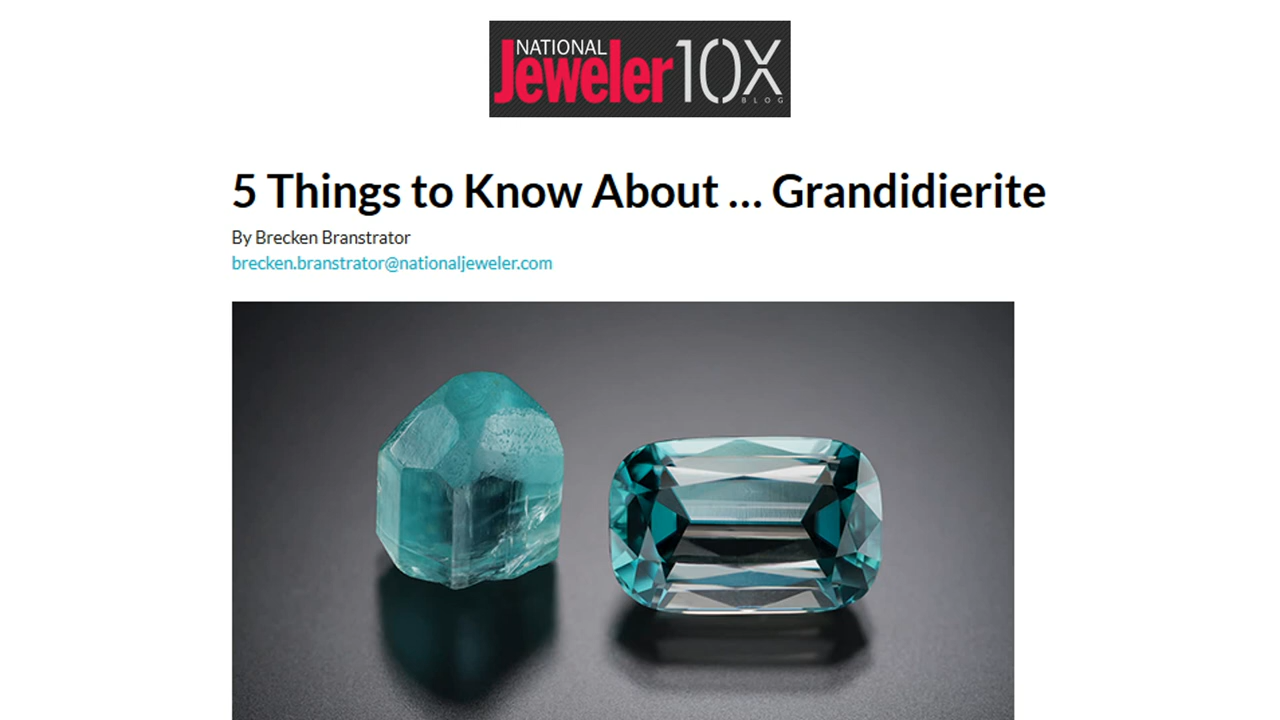 NATIONAL
Jeweler 10X
BLOG
5 Things to Know About ... Grandidierite
By Brecken Branstrator
brecken.branstrator@nationaljeweler.com